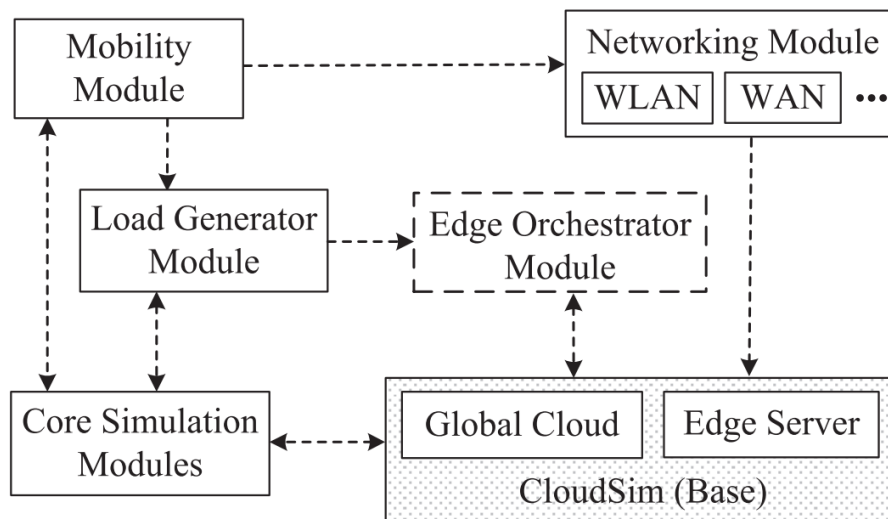 Mobility
Module
Networking Module
WLAN
WAN
...
Load Generator
Module
Edge Orchestrator
Module
Core Simulation
Modules
Global Cloud
Edge Server
CloudSim (Base)